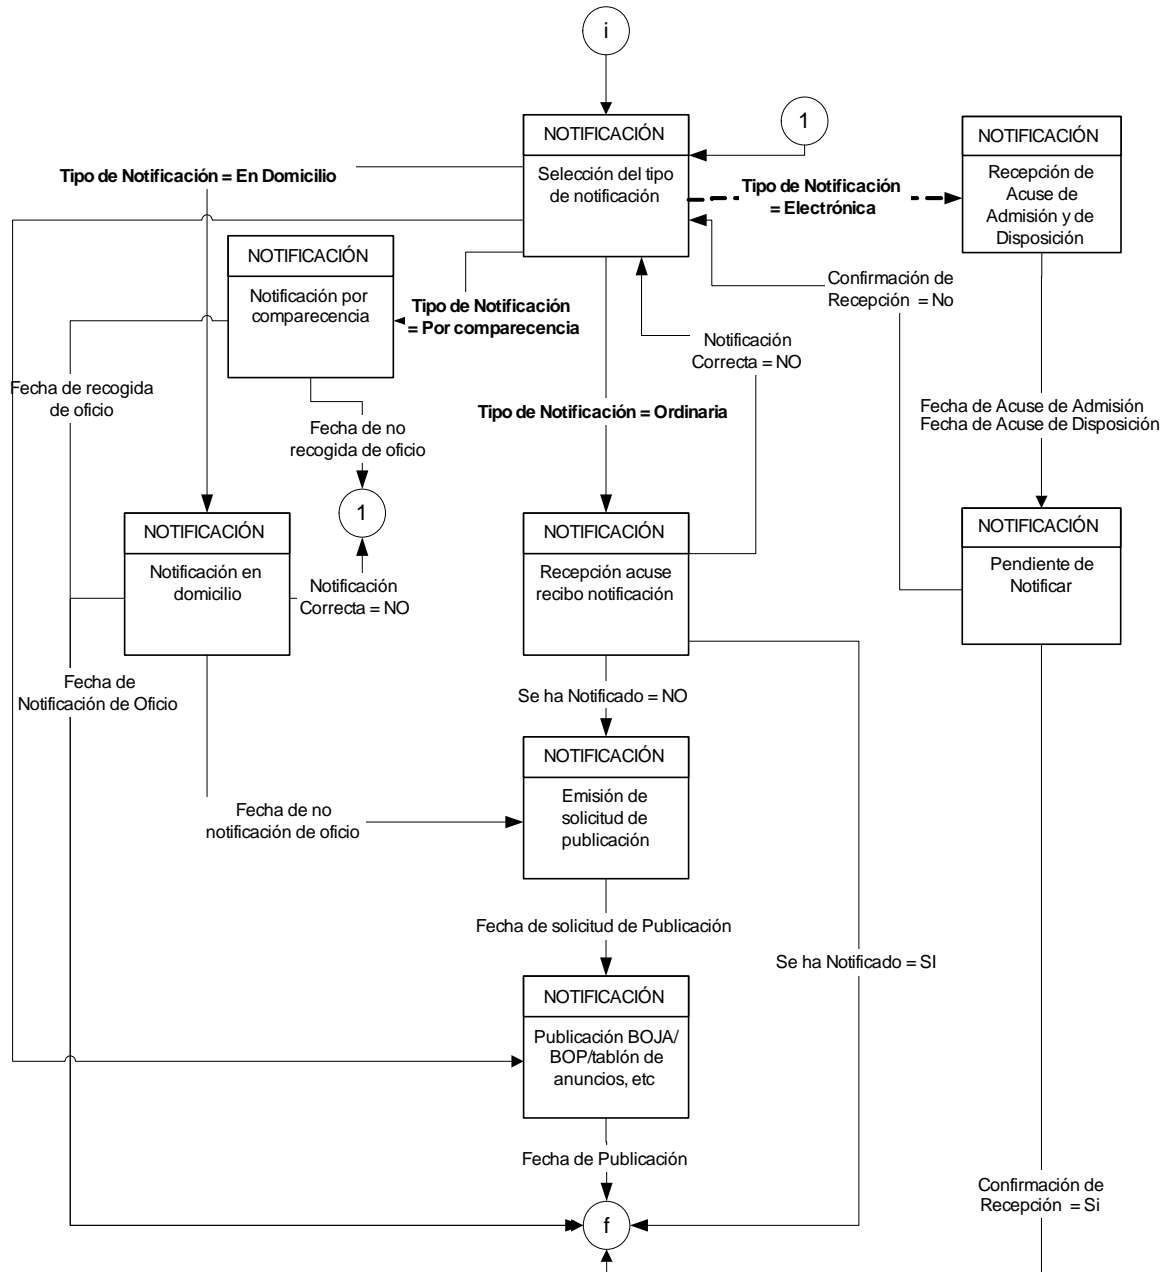 i
1
NOTIFICACIÓN
Selección del tipo
de notificación
NOTIFICACIÓN
Recepción de
Acuse de
Admisión y de
Disposición
Tipo de Notificación = En Domicilio
Tipo de Notificación
= Electrónica
NOTIFICACIÓN
Notificación por
comparecencia
Tipo de Notificación
= Por comparecencia
Confirmación de
Recepción = No
Notificación
Correcta = NO
Fecha de recogida
de oficio
Tipo de Notificación = Ordinaria
Fecha de no
recogida de oficio
Fecha de Acuse de Admisión
Fecha de Acuse de Disposición
1
NOTIFICACIÓN
Notificación en
domicilio
Notificación
Correcta = NO
NOTIFICACIÓN
Recepción acuse
recibo notificación
NOTIFICACIÓN
Pendiente de
Notificar
Fecha de
Notificación de Oficio
Se ha Notificado = NO
NOTIFICACIÓN
Emisión de
solicitud de
publicación
Fecha de no
notificación de oficio
Fecha de solicitud de Publicación
Se ha Notificado = SI
NOTIFICACIÓN
Publicación BOJA/
BOP/tablón de
anuncios, etc
Fecha de Publicación
Confirmación de
Recepción = Si
f